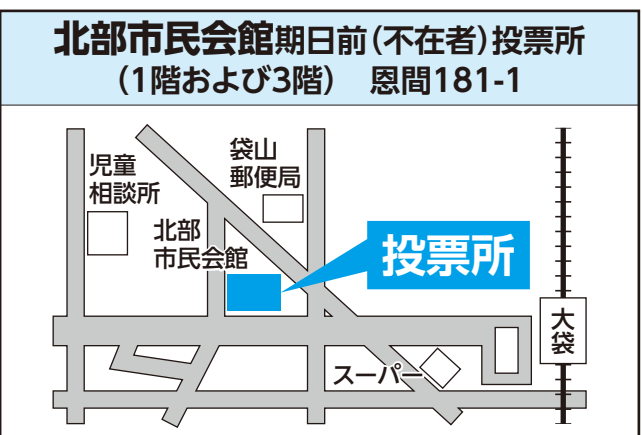 北部市民会館期日前(不在者)投票所
(1階および3階) 恩間181-1
児童
相談所
袋山
郵便局
北部
市民会館
投票所
大袋
スーパー